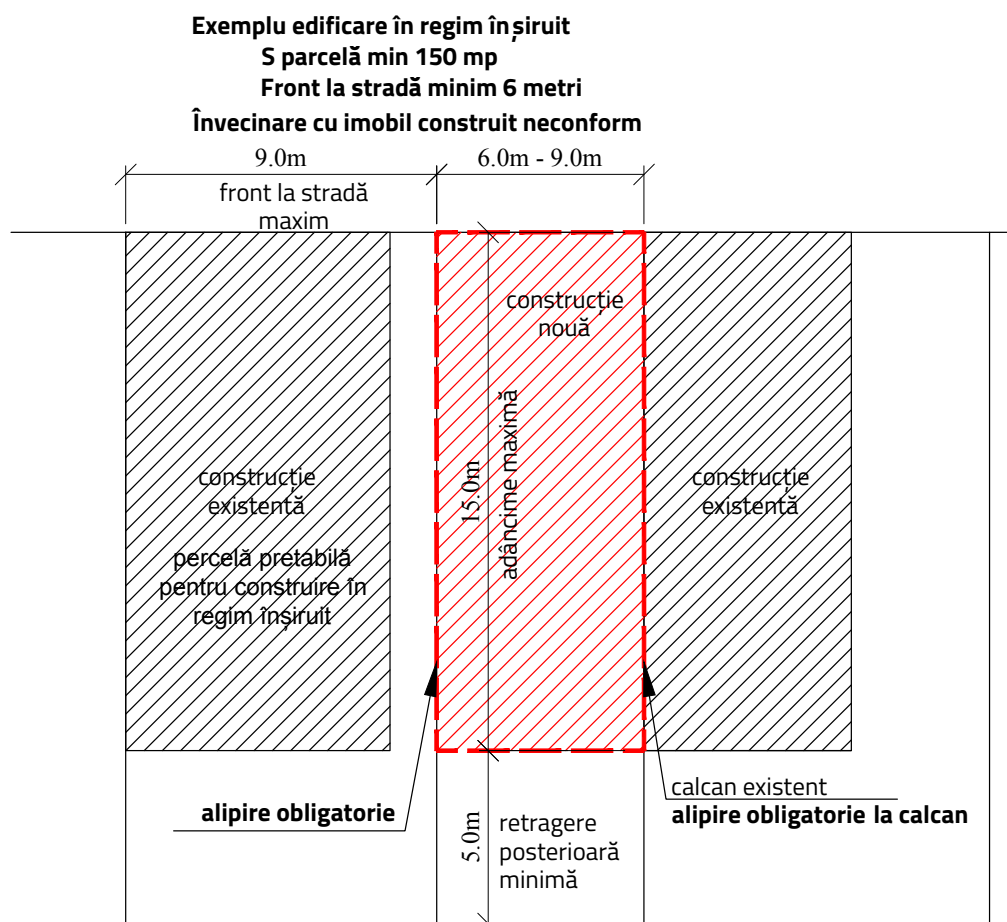 Exemplu edificare în regim înșiruit
S parcelă min 150 mp
Front la stradă minim 6 metri
Învecinare cu imobil construit neconform
9.0m
6.0m - 9.0m
front la stradă
maxim
construcție
nouă
construcție
existentă
percelă pretabilă
pentru construire în
regim înșiruit
15.0m
adâncime maximă
construcție
existentă
alipire obligatorie
calcan existent
alipire obligatorie la calcan
5.0m
retragere
posterioară
minimă